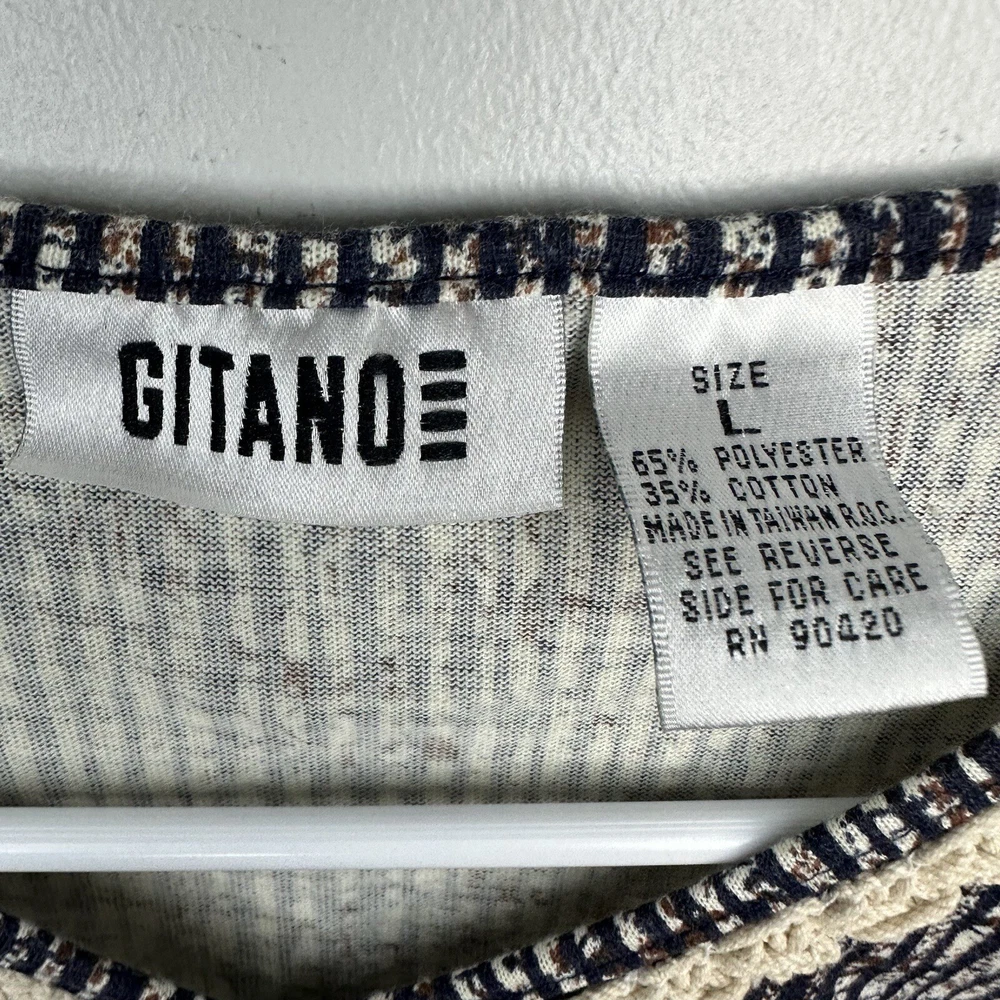 GITANO
SIZE
L
65% POLYESTER
35% COTTON
MADE IN TAIWAN R.O.C.
SEE REVERSE
SIDE FOR CARE
RN 90420